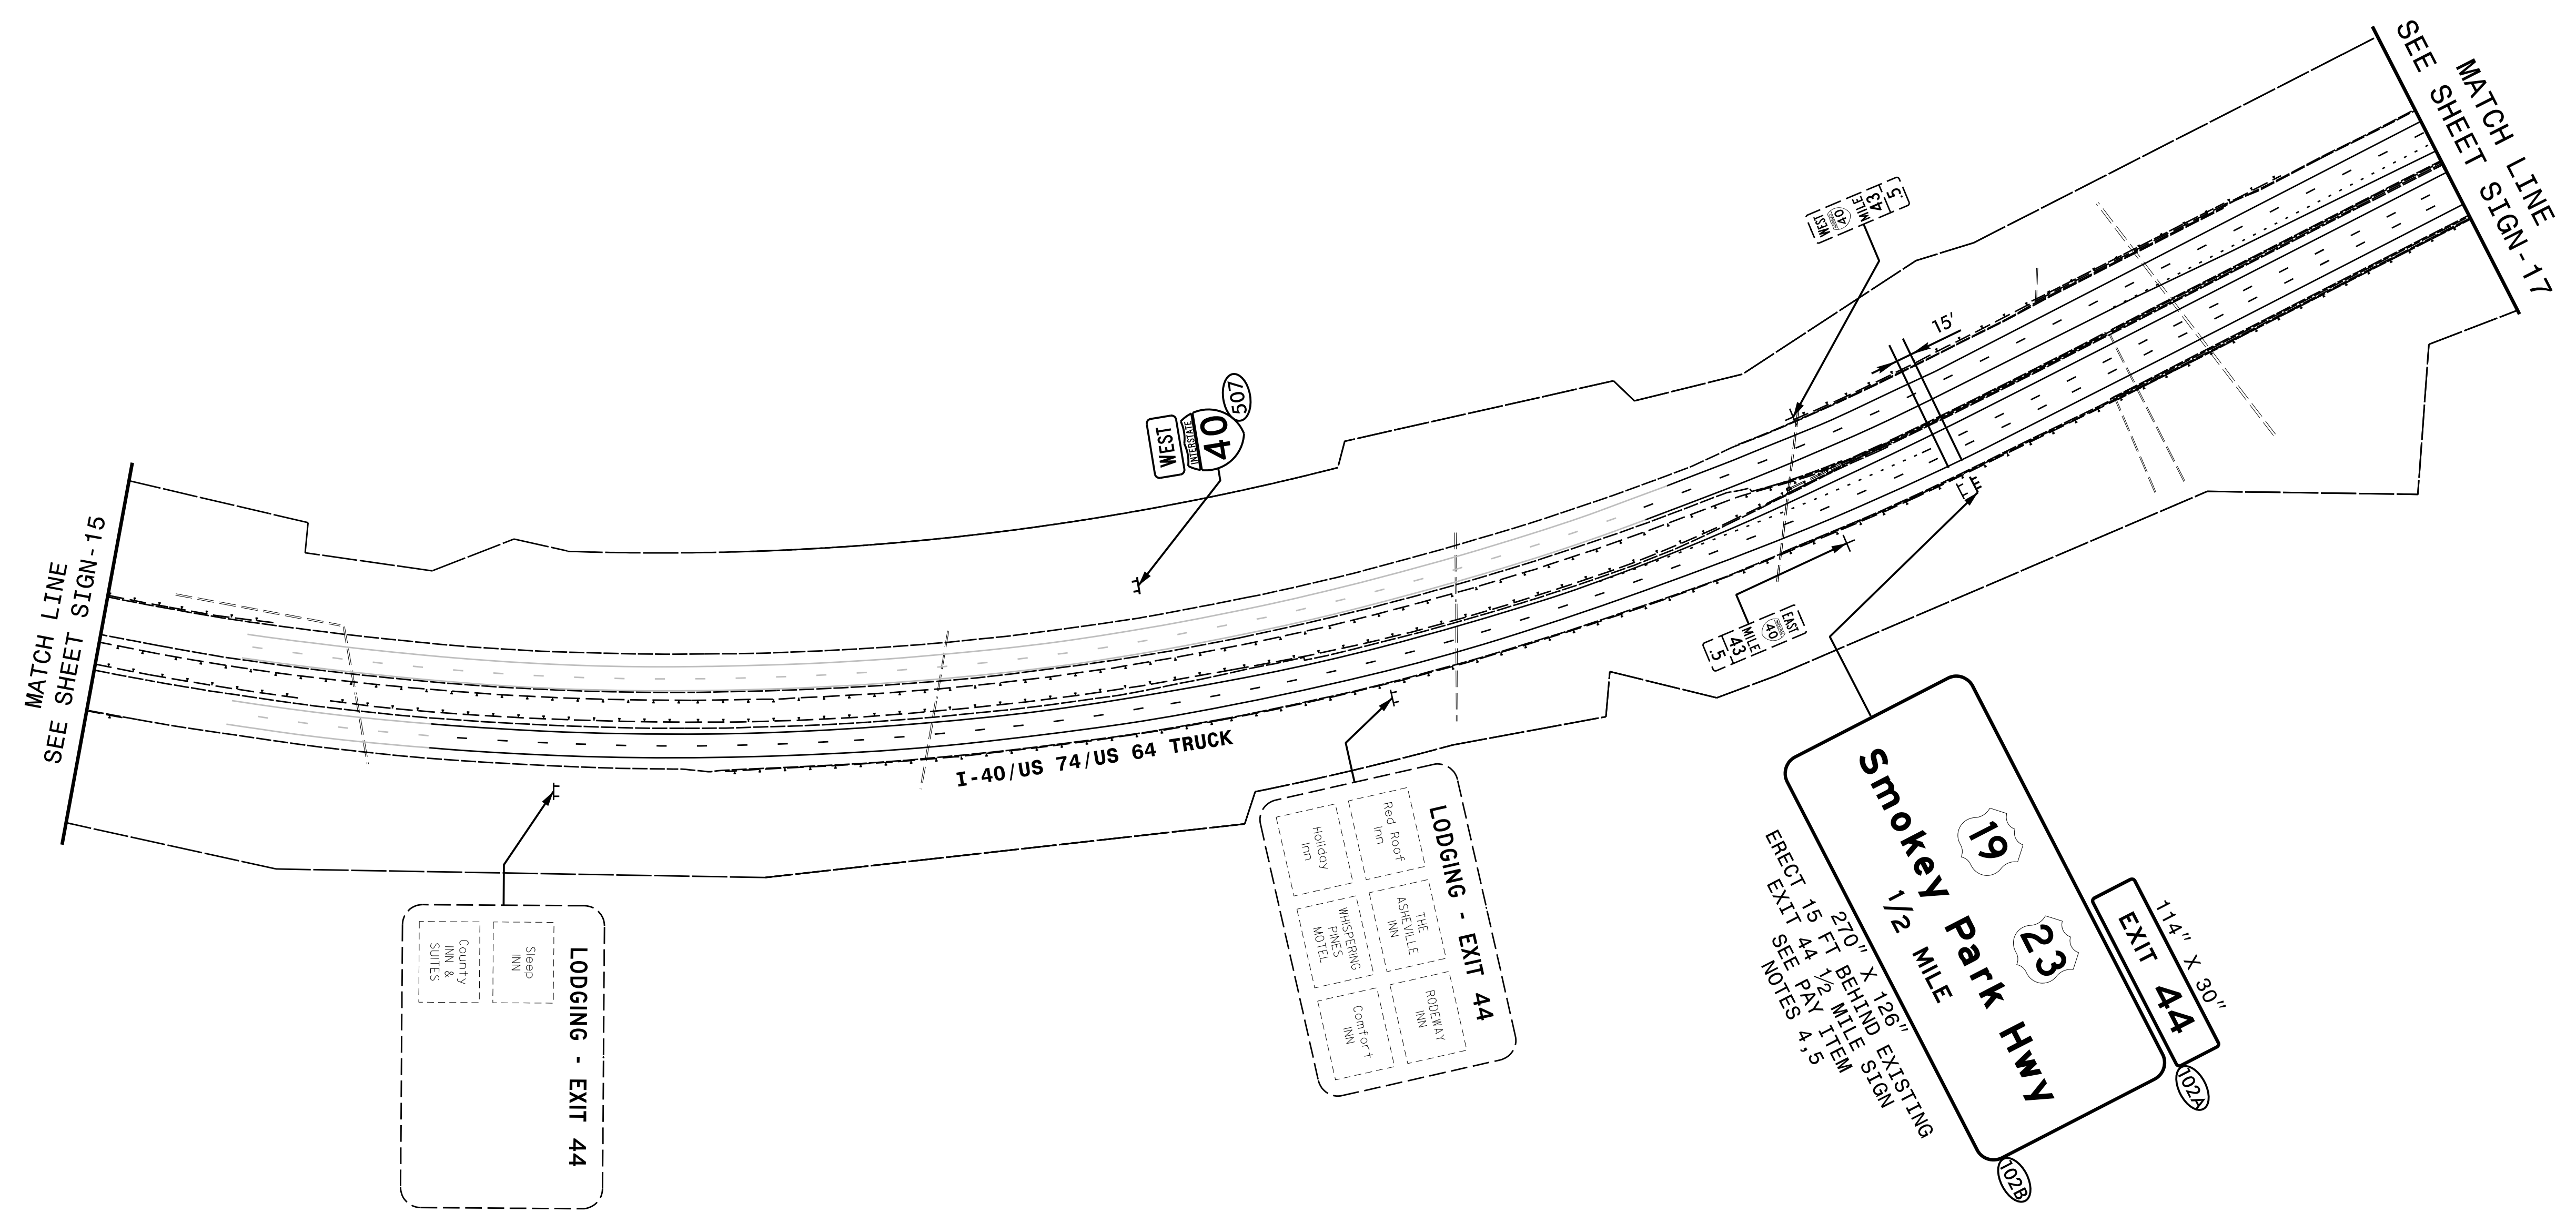 MATCH LINE
SEE SHEET SIGN-15
WEST
INTERSTATE
40
507
WEST
40
MILE
43
.5
15'
MATCH LINE
SEE SHEET SIGN-17
I-40/US 74/US 64 TRUCK
EAST
40
MILE
43
.5
LODGING - EXIT 44
Sleep
INN
County
INN &
SUITES
LODGING - EXIT 44
Red Roof
Inn
THE
ASHEVILLE
INN
RODEWAY
INN
Holiday
Inn
WHISPERING
PINES
MOTEL
Comfort
INN
114" X 30"
EXIT 44
102A
19 23
Smokey Park Hwy
1/2 MILE
102B
270" X 126"
ERECT 15 FT BEHIND EXISTING
EXIT 44 1/2 MILE SIGN
SEE PAY ITEM
NOTES 4,5